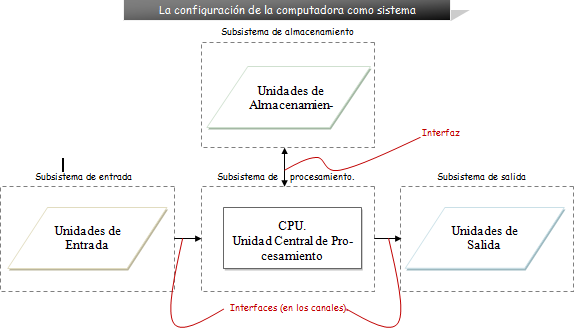 La configuración de la computadora como sistema
Subsistema de almacenamiento
Unidades de
Almacenamien-
Interfaz
Subsistema de entrada
Subsistema de procesamiento.
Subsistema de salida
Unidades de
Entrada
CPU.
Unidad Central de Pro-
cesamiento
Unidades de
Salida
Interfaces (en los canales)